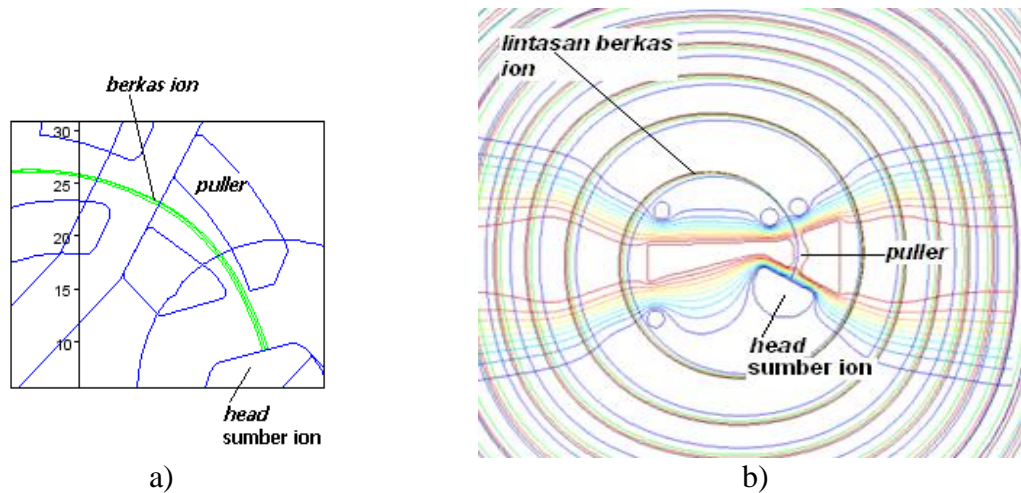 berkas ion
puller
30
25
20
15
10
head
sumber ion
a)
lintasan berkas
ion
puller
head
sumber ion
b)